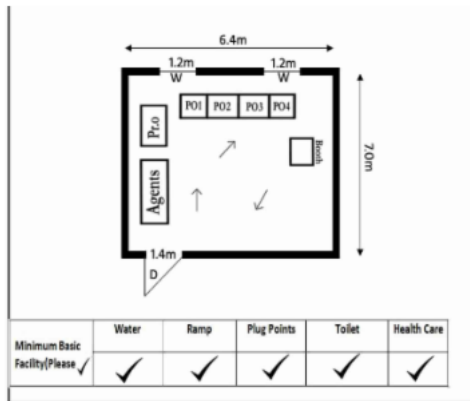 6.4m
1.2m 1.2m
W W
PO1 PO2 PO3 PO4
Pr.o
Booth
7.0m
Agents
1.4m
D
Water Ramp Plug Points Toilet Health Care
Minimum Basic
Facility(Please ✓ ✓ ✓ ✓ ✓ ✓